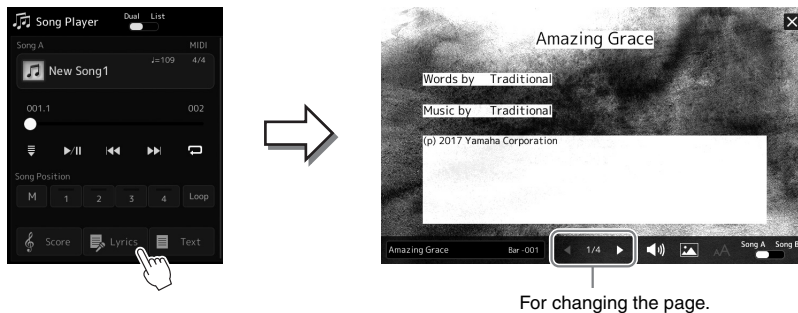 Song Player
Dual List
Song A MIDI
♩=109 4/4
New Song1
001.1 002
Song Position
M 1 2 3 4 Loop
Score Lyrics Text
Amazing Grace
Words by Traditional
Music by Traditional
(p) 2017 Yamaha Corporation
Amazing Grace Bar -001 1/4 AA Song A Song B
For changing the page.